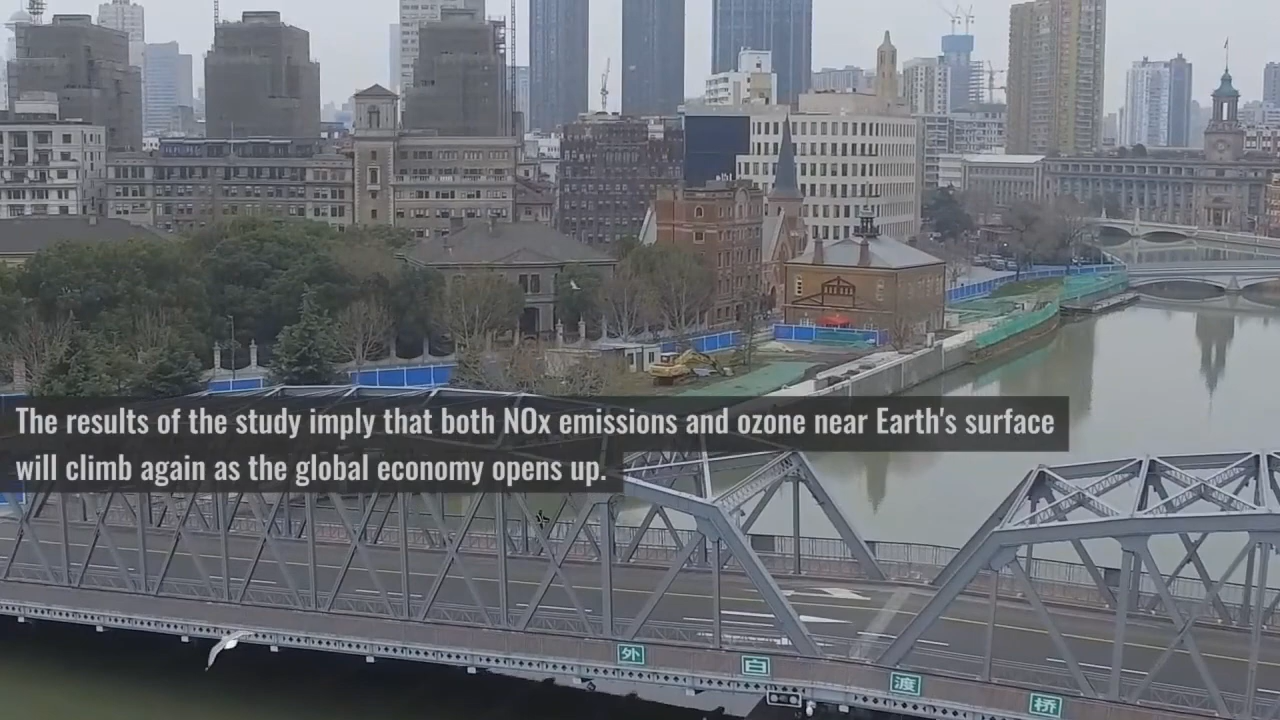 The results of the study imply that both NOx emissions and ozone near Earth's surface
will climb again as the global economy opens up.
外白渡桥